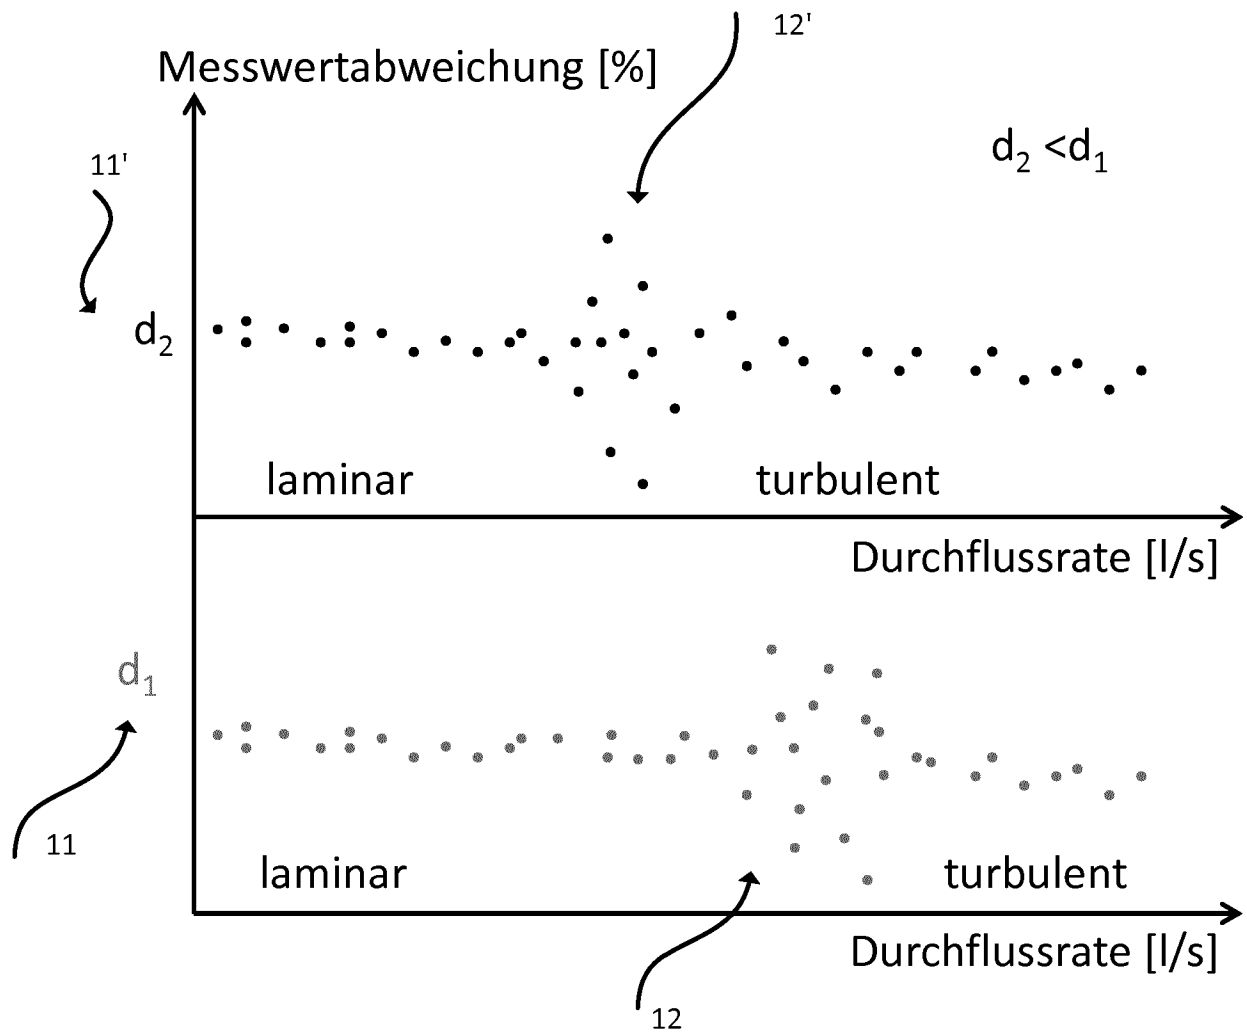 12'
Messwertabweichung [%]
d₂ <d₁
11'
d₂
laminar
turbulent
Durchflussrate [l/s]
d₁
11
laminar
turbulent
Durchflussrate [l/s]
12